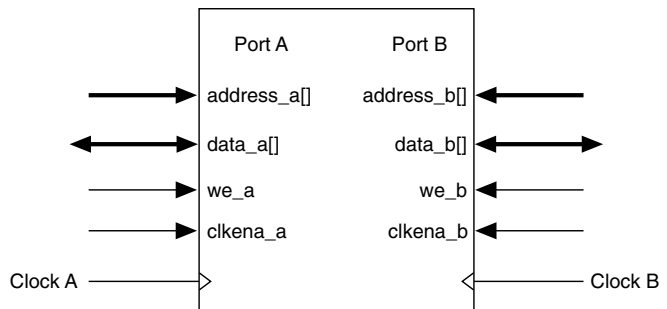 Port A Port B
address_a[] address_b[]
data_a[] data_b[]
we_a we_b
clkena_a clkena_b
Clock A Clock B